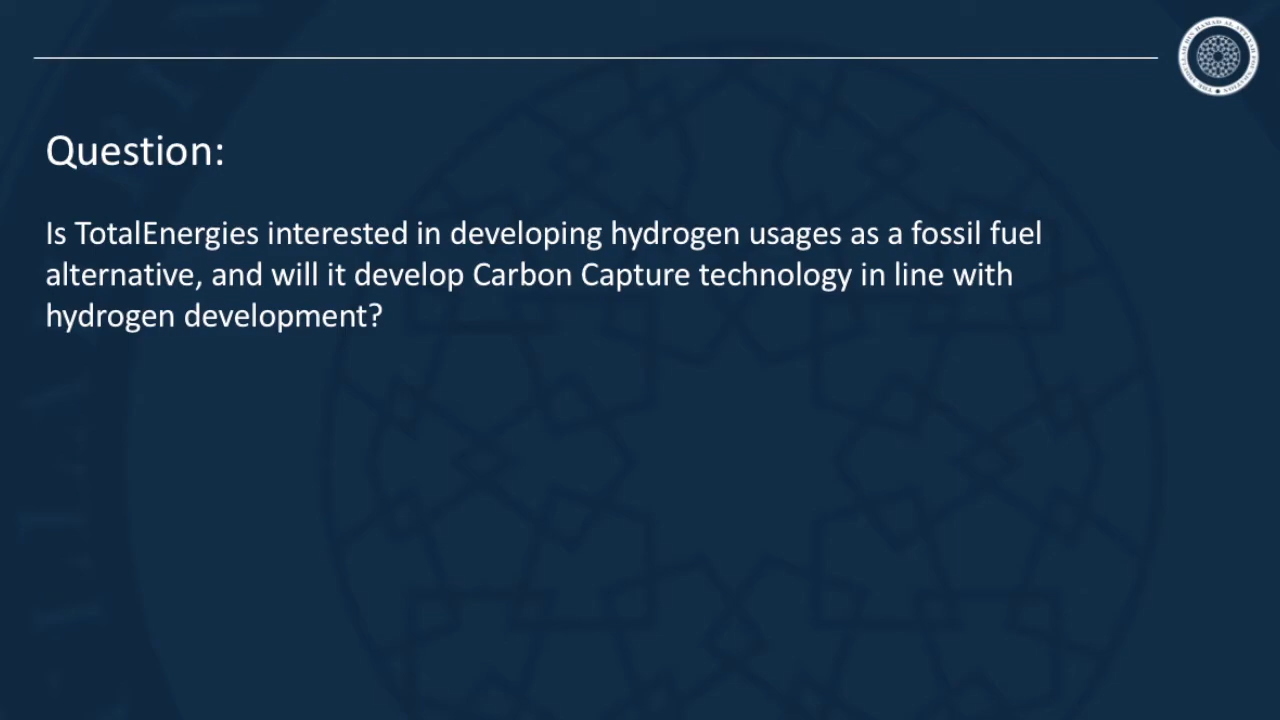 Question:
Is TotalEnergies interested in developing hydrogen usages as a fossil fuel
alternative, and will it develop Carbon Capture technology in line with
hydrogen development?